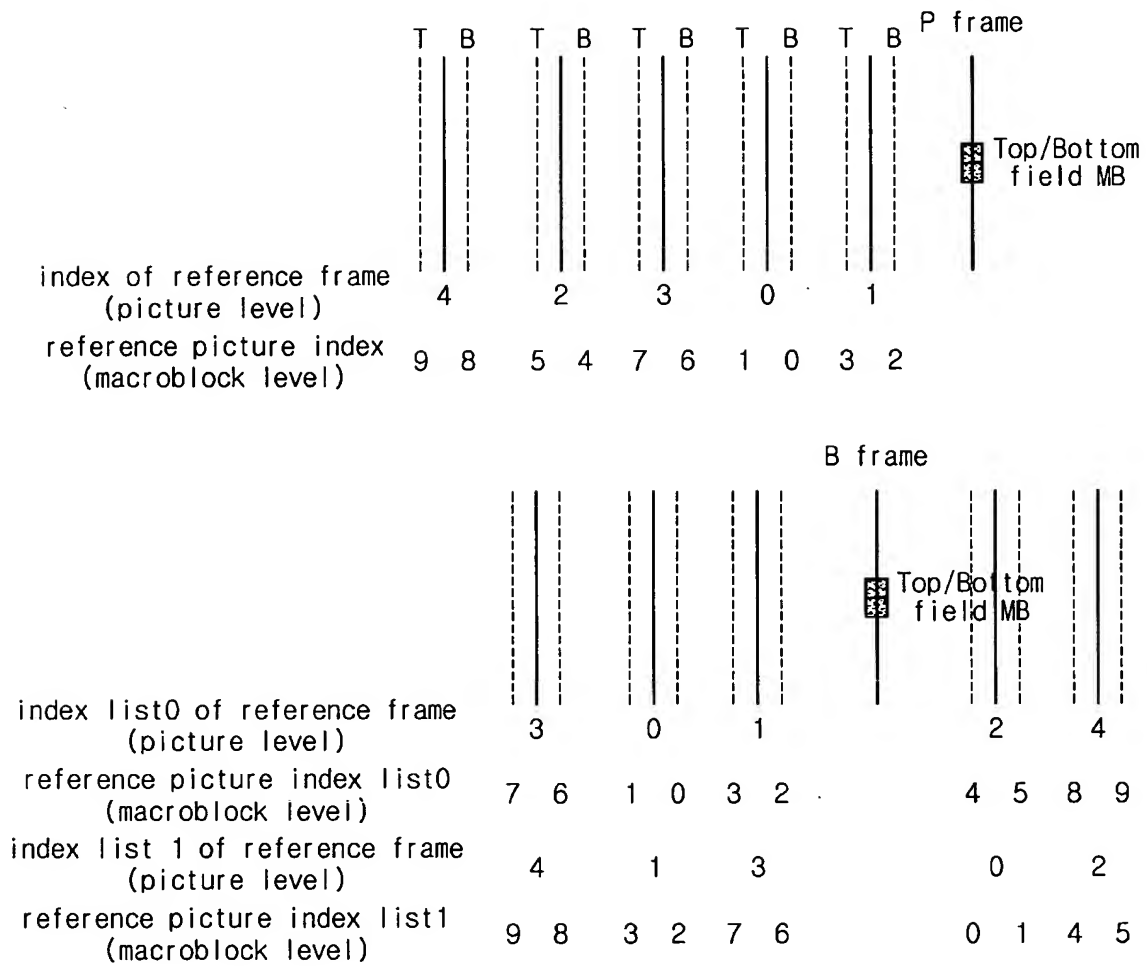 P frame
T B T B T B T B T B
Top/Bottom
field MB
index of reference frame
(picture level)
4 2 3 0 1
reference picture index
(macroblock level)
9 8 5 4 7 6 1 0 3 2
B frame
Top/Bottom
field MB
index list0 of reference frame
(picture level)
3 0 1 2 4
reference picture index list0
(macroblock level)
7 6 1 0 3 2 4 5 8 9
index list 1 of reference frame
(picture level)
4 1 3 0 2
reference picture index list1
(macroblock level)
9 8 3 2 7 6 0 1 4 5